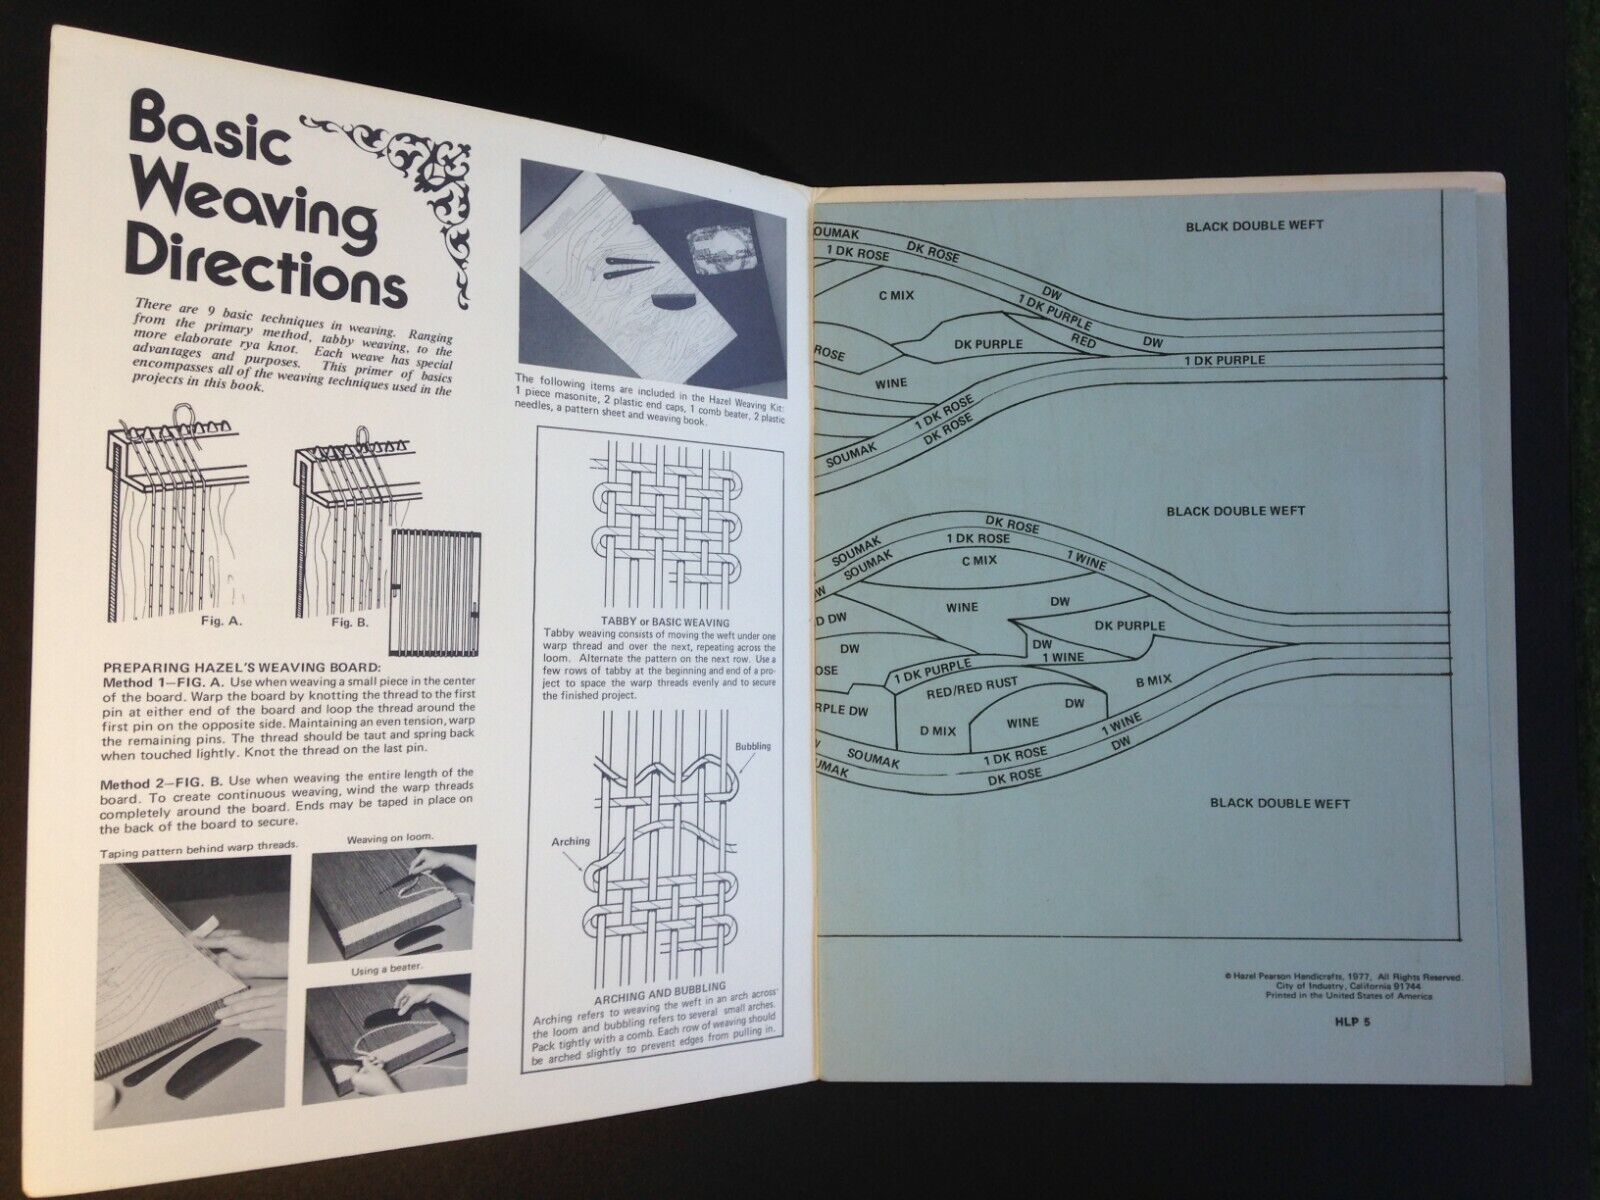 Basic
Weaving
Directions
There are 9 basic techniques in weaving. Ranging
from the primary method, tabby weaving, to the
more elaborate rya knot. Each weave has special
advantages and purposes. This primer of basics
encompasses all of the weaving techniques used in the
projects in this book.
Fig. A.
Fig. B.
PREPARING HAZEL'S WEAVING BOARD:
Method 1—FIG. A. Use when weaving a small piece in the center
of the board. Warp the board by knotting the thread to the first
pin at either end of the board and loop the thread around the
first pin on the opposite side. Maintaining an even tension, warp
the remaining pins. The thread should be taut and spring back
when touched lightly. Knot the thread on the last pin.
Method 2—FIG. B. Use when weaving the entire length of the
board. To create continuous weaving, wind the warp threads
completely around the board. Ends may be taped in place on
the back of the board to secure.
Taping pattern behind warp threads.
Weaving on loom.
Using a beater.
The following items are included in the Hazel Weaving Kit:
1 piece masonite, 2 plastic end caps, 1 comb beater, 2 plastic
needles, a pattern sheet and weaving book.
TABBY or BASIC WEAVING
Tabby weaving consists of moving the weft under one
warp thread and over the next, repeating across the
loom. Alternate the pattern on the next row. Use a
few rows of tabby at the beginning and end of a pro-
ject to space the warp threads evenly and to secure
the finished project.
Bubbling
Arching
ARCHING AND BUBBLING
Arching refers to weaving the weft in an arch across
the loom and bubbling refers to several small arches.
Pack tightly with a comb. Each row of weaving should
be arched slightly to prevent edges from pulling in.
BLACK DOUBLE WEFT
OUMAK
DK ROSE
1 DK ROSE
DW
C MIX
1 DK PURPLE
RED
DW
DK PURPLE
1 DK PURPLE
ROSE
WINE
1 DK ROSE
DK ROSE
SOUMAK
BLACK DOUBLE WEFT
DK ROSE
1 DK ROSE
SOUMAK
SOUMAK
1 WINE
C MIX
DW
WINE
DW
D DW
DK PURPLE
DW
DW
1 WINE
OSE
1 DK PURPLE
RED/RED RUST
B MIX
RPLE DW
DW
WINE
D MIX
1 WINE
DW
W
SOUMAK
1 DK ROSE
UMAK
DK ROSE
BLACK DOUBLE WEFT
© Hazel Pearson Handicrafts, 1977, All Rights Reserved.
City of Industry, California 91744
Printed in the United States of America
HLP 5